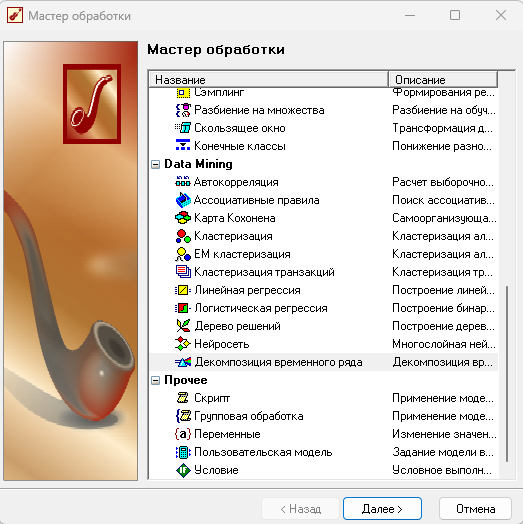 Мастер обработки
Мастер обработки
Название Описание
Сэмплинг Формирования ре...
Разбиение на множества Разбиение на обуч...
Скользящее окно Трансформация д...
Конечные классы Понижение разно...
Data Mining
Автокорреляция Расчет выборочно...
Ассоциативные правила Поиск ассоциатив...
Карта Кохонена Самоорганизующа...
Кластеризация Кластеризация ал...
EM кластеризация Кластеризация ал...
Кластеризация транзакций Кластеризация тр...
Линейная регрессия Построение линей...
Логистическая регрессия Построение бинар...
Дерево решений Построение дерев...
Нейросеть Многослойная ней...
Декомпозиция временного ряда Декомпозиция вр...
Прочее
Скрипт Применение моде...
Групповая обработка Применение моде...
Переменные Изменение значен...
Пользовательская модель Задание модели в...
Условие Условное выполн...
< Назад Далее > Отмена